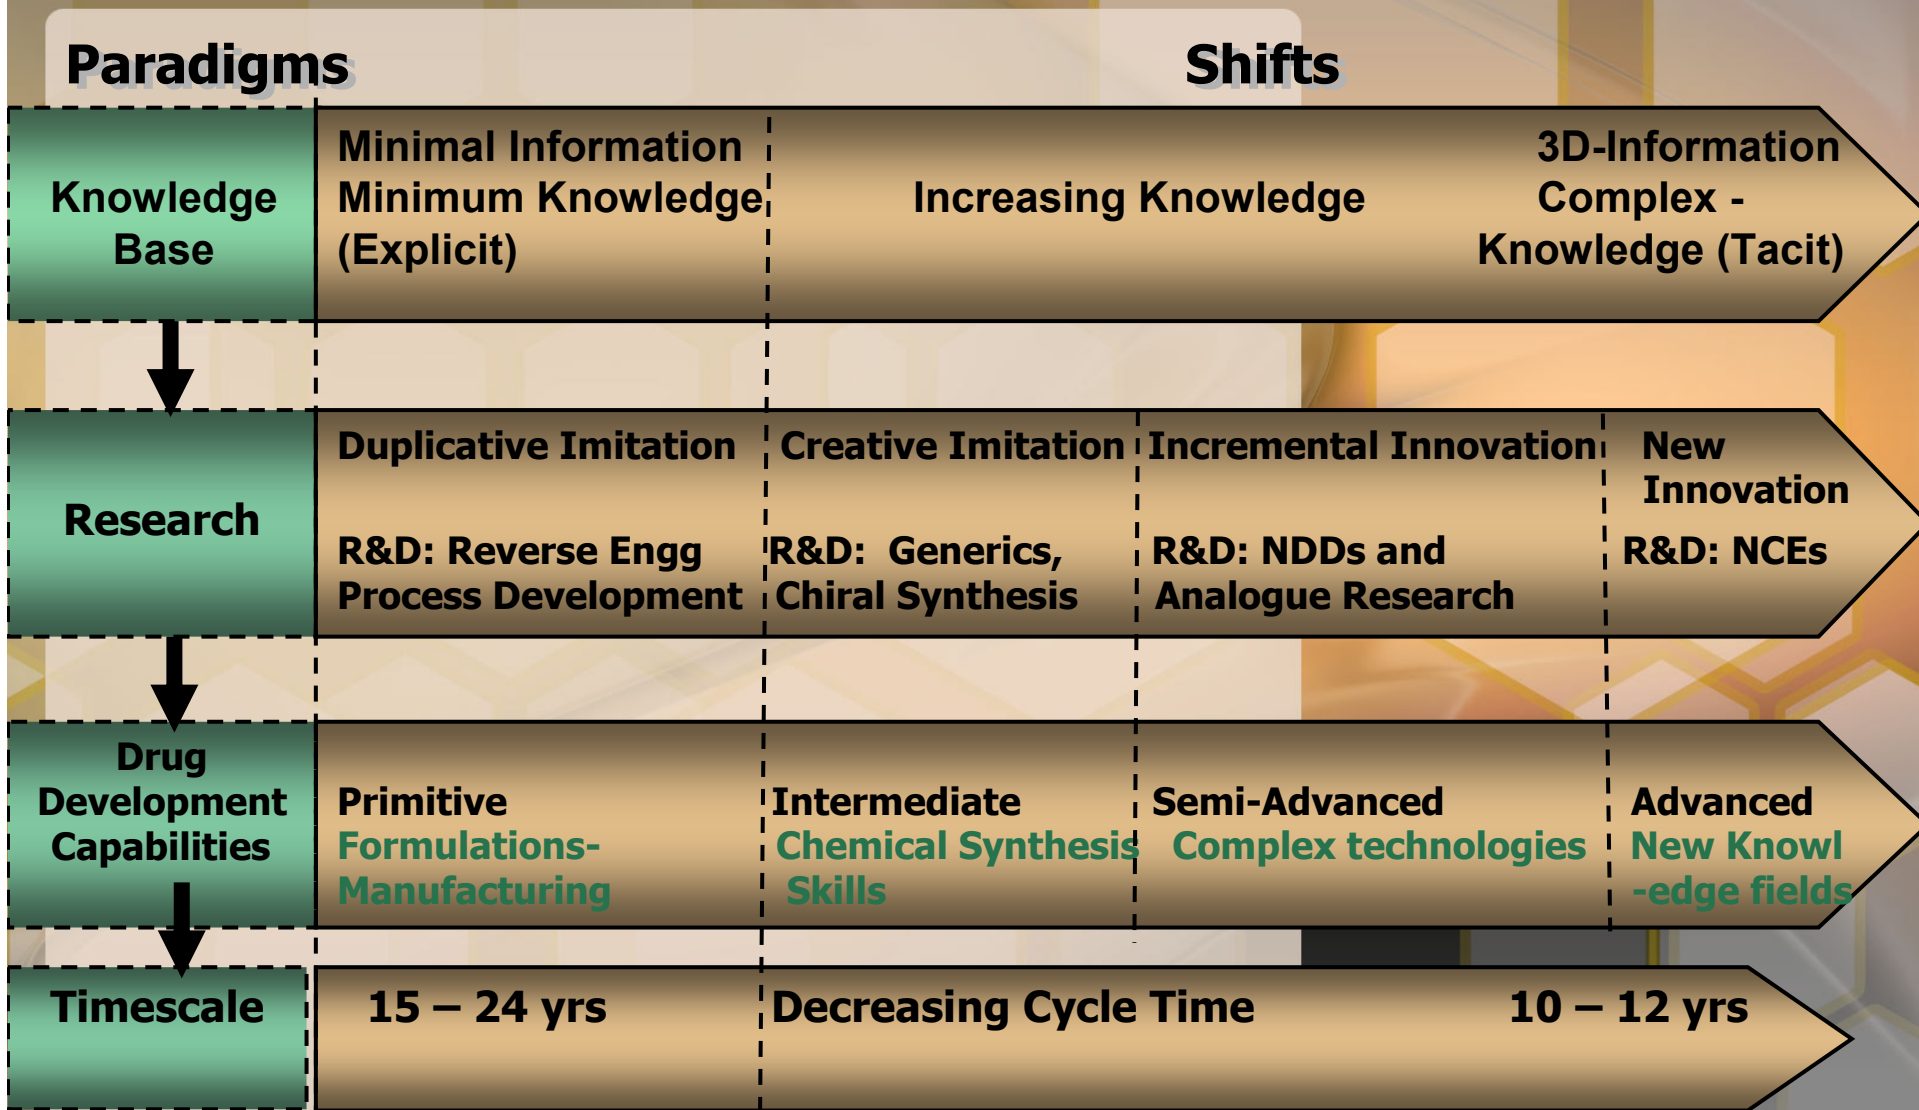 Paradigms
Shifts
Knowledge
Base
Minimal Information
Minimum Knowledge
(Explicit)
Increasing Knowledge
3D-Information
Complex -
Knowledge (Tacit)
Research
Duplicative Imitation
R&D: Reverse Engg
Process Development
Creative Imitation
R&D: Generics,
Chiral Synthesis
Incremental Innovation
R&D: NDDs and
Analogue Research
New
Innovation
R&D: NCEs
Drug
Development
Capabilities
Primitive
Formulations-
Manufacturing
Intermediate
Chemical Synthesis
Skills
Semi-Advanced
Complex technologies
Advanced
New Knowl
-edge fields
Timescale
15 – 24 yrs
Decreasing Cycle Time
10 – 12 yrs